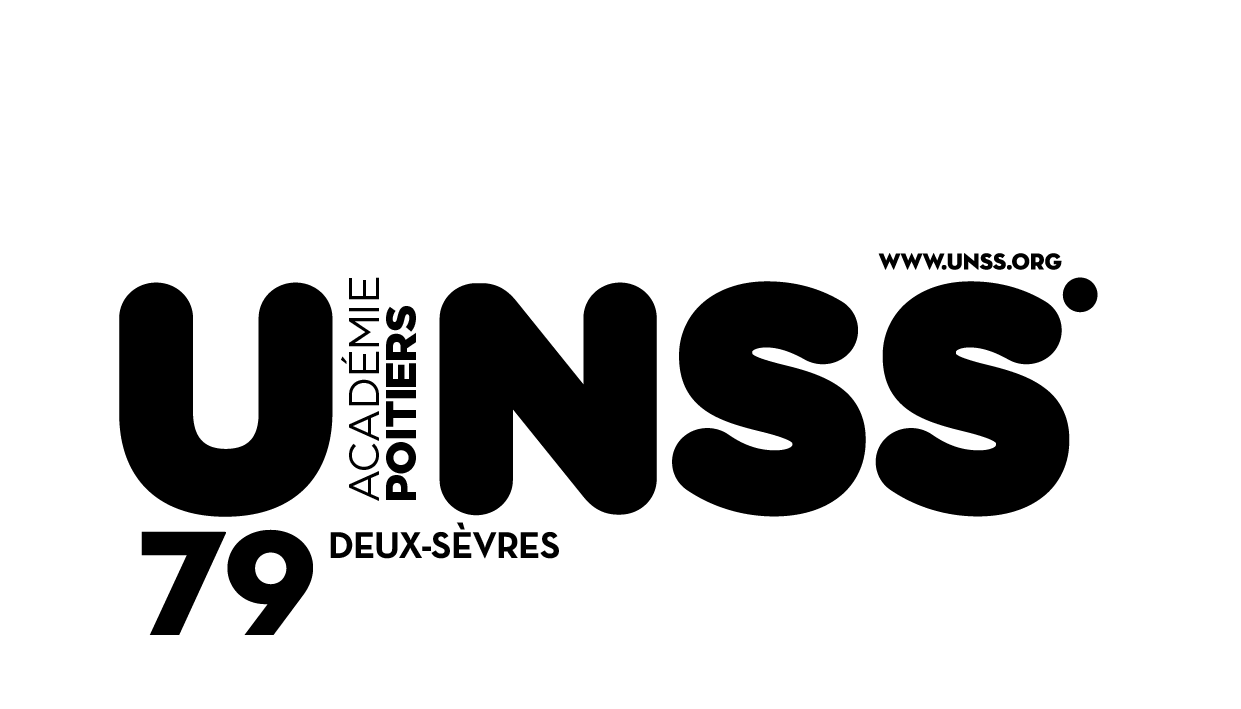 WWW.UNSS.ORG
UNSS
ACADÉMIE
POITIERS
79 DEUX-SÈVRES